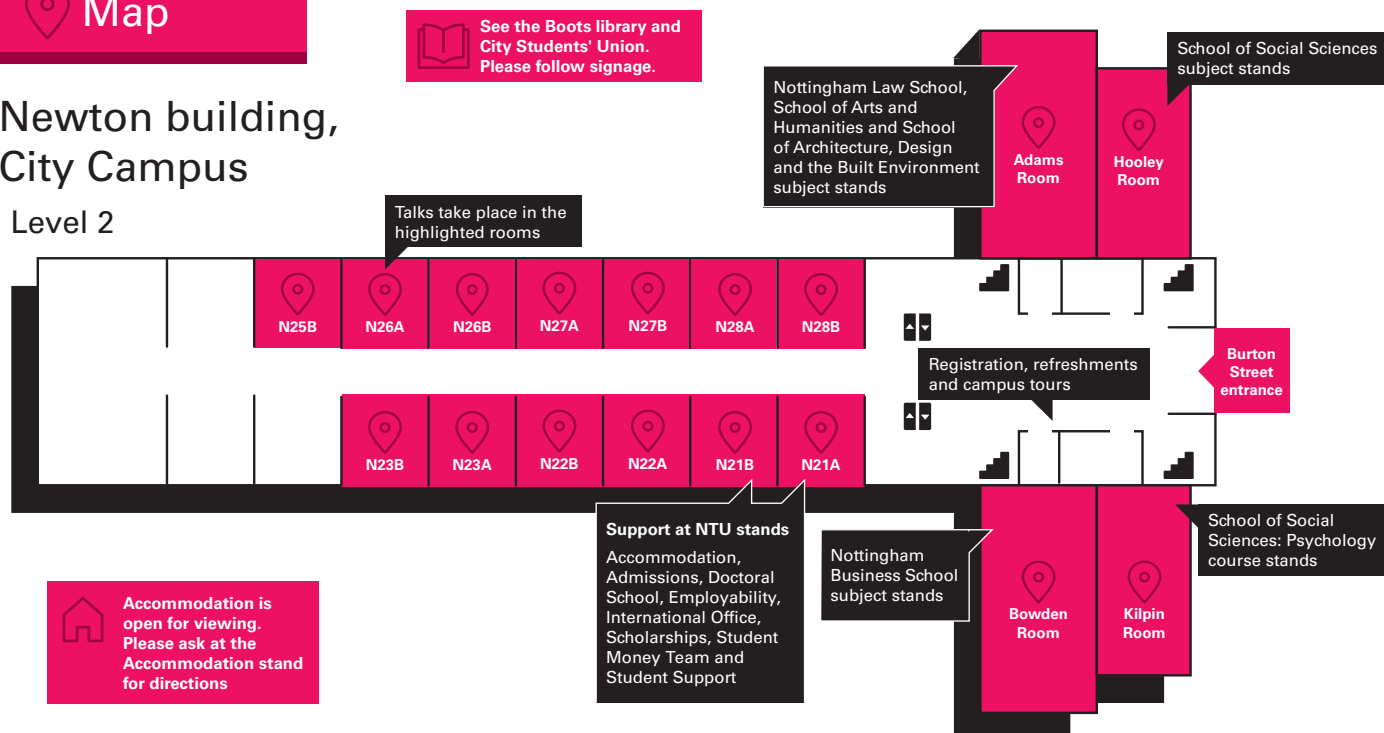 Map
See the Boots library and
City Students' Union.
Please follow signage.
Newton building,
City Campus
Level 2
Nottingham Law School,
School of Arts and
Humanities and School
of Architecture, Design
and the Built Environment
subject stands
School of Social Sciences
subject stands
Adams
Room
Hooley
Room
Talks take place in the
highlighted rooms
N25B
N26A
N26B
N27A
N27B
N28A
N28B
Registration, refreshments
and campus tours
Burton
Street
entrance
N23B
N23A
N22B
N22A
N21B
N21A
Support at NTU stands
Accommodation,
Admissions, Doctoral
School, Employability,
International Office,
Scholarships, Student
Money Team and
Student Support
Nottingham
Business School
subject stands
School of Social
Sciences: Psychology
course stands
Bowden
Room
Kilpin
Room
Accommodation is
open for viewing.
Please ask at the
Accommodation stand
for directions